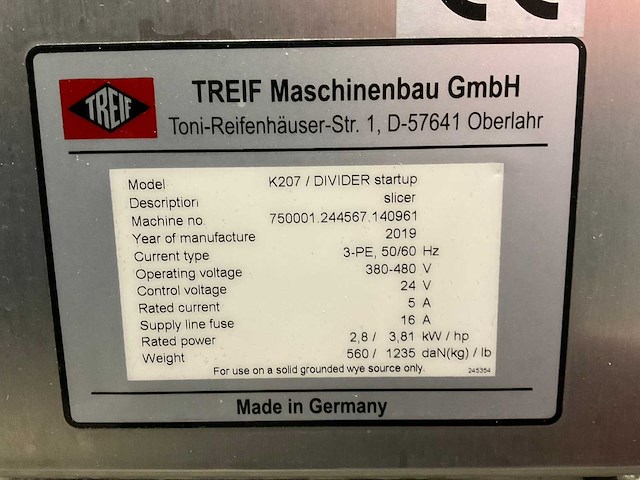 CE
TREIF
TREIF Maschinenbau GmbH
Toni-Reifenhäuser-Str. 1, D-57641 Oberlahr
Model K207 / DIVIDER startup
Description slicer
Machine no. 750001.244567.140961
Year of manufacture 2019
Current type 3-PE, 50/60 Hz
Operating voltage 380-480 V
Control voltage 24 V
Rated current 5 A
Supply line fuse 16 A
Rated power 2,8 / 3,81 kW / hp
Weight 560 / 1235 daN(kg) / lb
For use on a solid grounded wye source only. 245354
Made in Germany